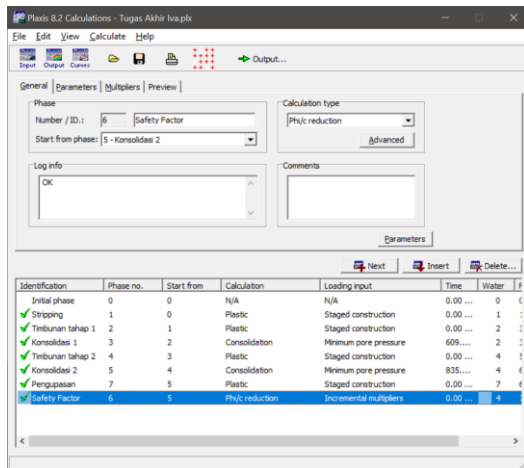 Plaxis 8.2 Calculations - Tugas Akhir Iva.plx
File Edit View Calculate Help
Input Output Curves Output...
General Parameters Multipliers Preview
Phase
Number / ID.: 6 Safety Factor
Start from phase: 5 - Konsolidasi 2
Calculation type
Phi/c reduction
Advanced
Log info
OK
Comments
Parameters
Next Insert Delete...
Identification Phase no. Start from Calculation Loading input Time Water F
Initial phase 0 0 N/A N/A 0.00 ... 0
Stripping 1 0 Plastic Staged construction 0.00 ... 1
Timbunan tahap 1 2 1 Plastic Staged construction 0.00 ... 2
Konsolidasi 1 3 2 Consolidation Minimum pore pressure 609.... 2
Timbunan tahap 2 4 3 Plastic Staged construction 0.00 ... 4
Konsolidasi 2 5 4 Consolidation Minimum pore pressure 835.... 4
Pengupasan 7 5 Plastic Staged construction 0.00 ... 7
Safety Factor 6 5 Phi/c reduction Incremental multipliers 0.00 ... 4